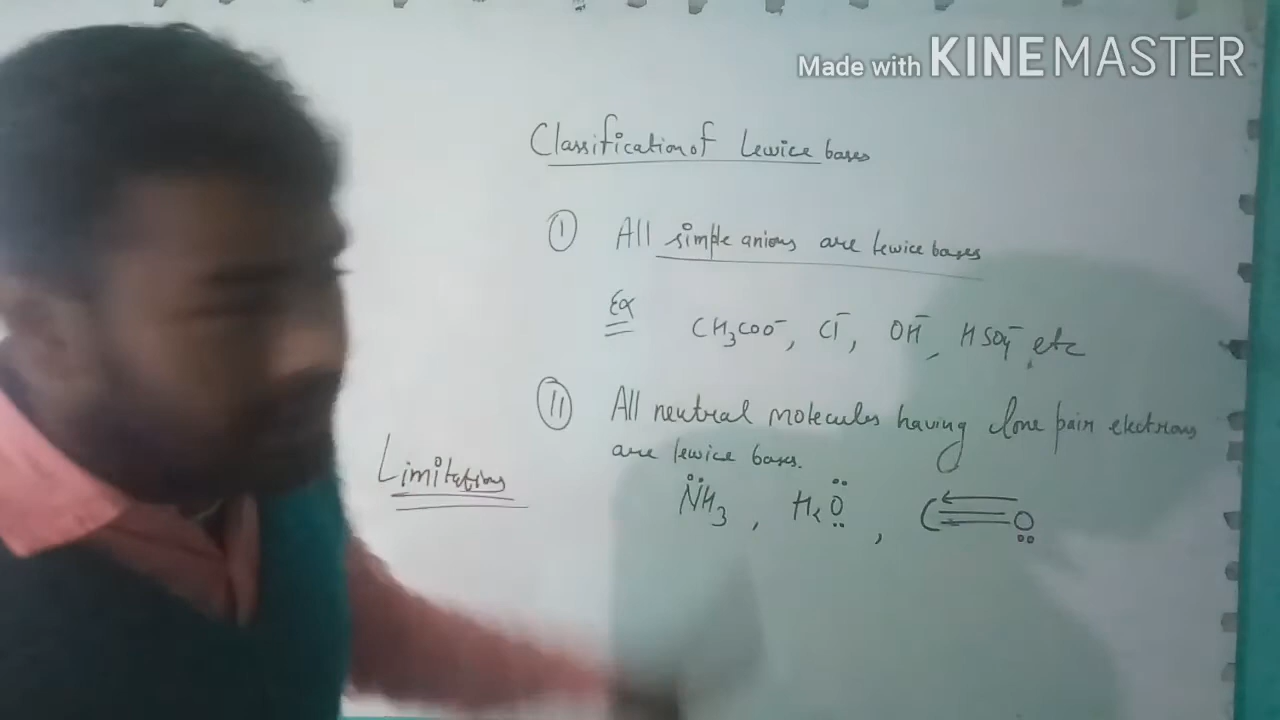 Made with KINEMASTER
Classification of Lewice bases
I All simple anions are Lewice bases
Ex
CH3COO⁻, Cl⁻, OH⁻, HSO4⁻ etc
II All neutral molecules having lone pair electrons
are Lewice bases.
Limitations
NH3, H2O, C O